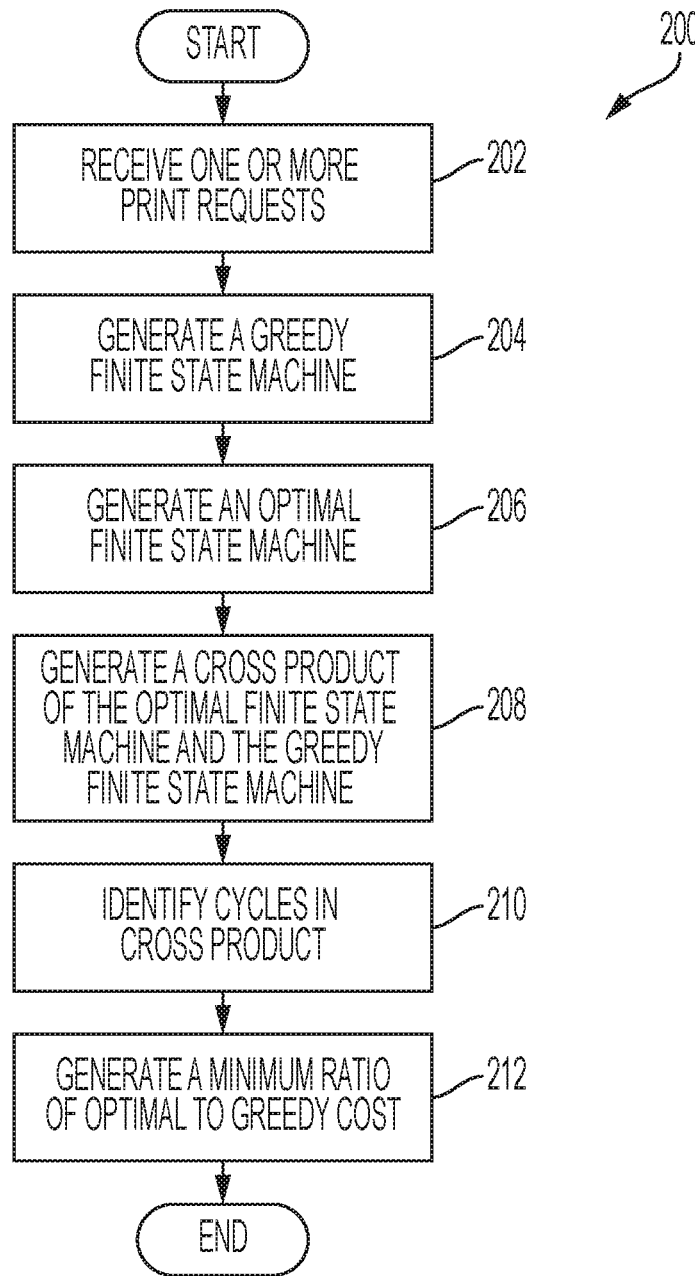 START
200
RECEIVE ONE OR MORE
PRINT REQUESTS
202
GENERATE A GREEDY
FINITE STATE MACHINE
204
GENERATE AN OPTIMAL
FINITE STATE MACHINE
206
GENERATE A CROSS PRODUCT
OF THE OPTIMAL FINITE STATE
MACHINE AND THE GREEDY
FINITE STATE MACHINE
208
IDENTIFY CYCLES IN
CROSS PRODUCT
210
GENERATE A MINIMUM RATIO
OF OPTIMAL TO GREEDY COST
212
END